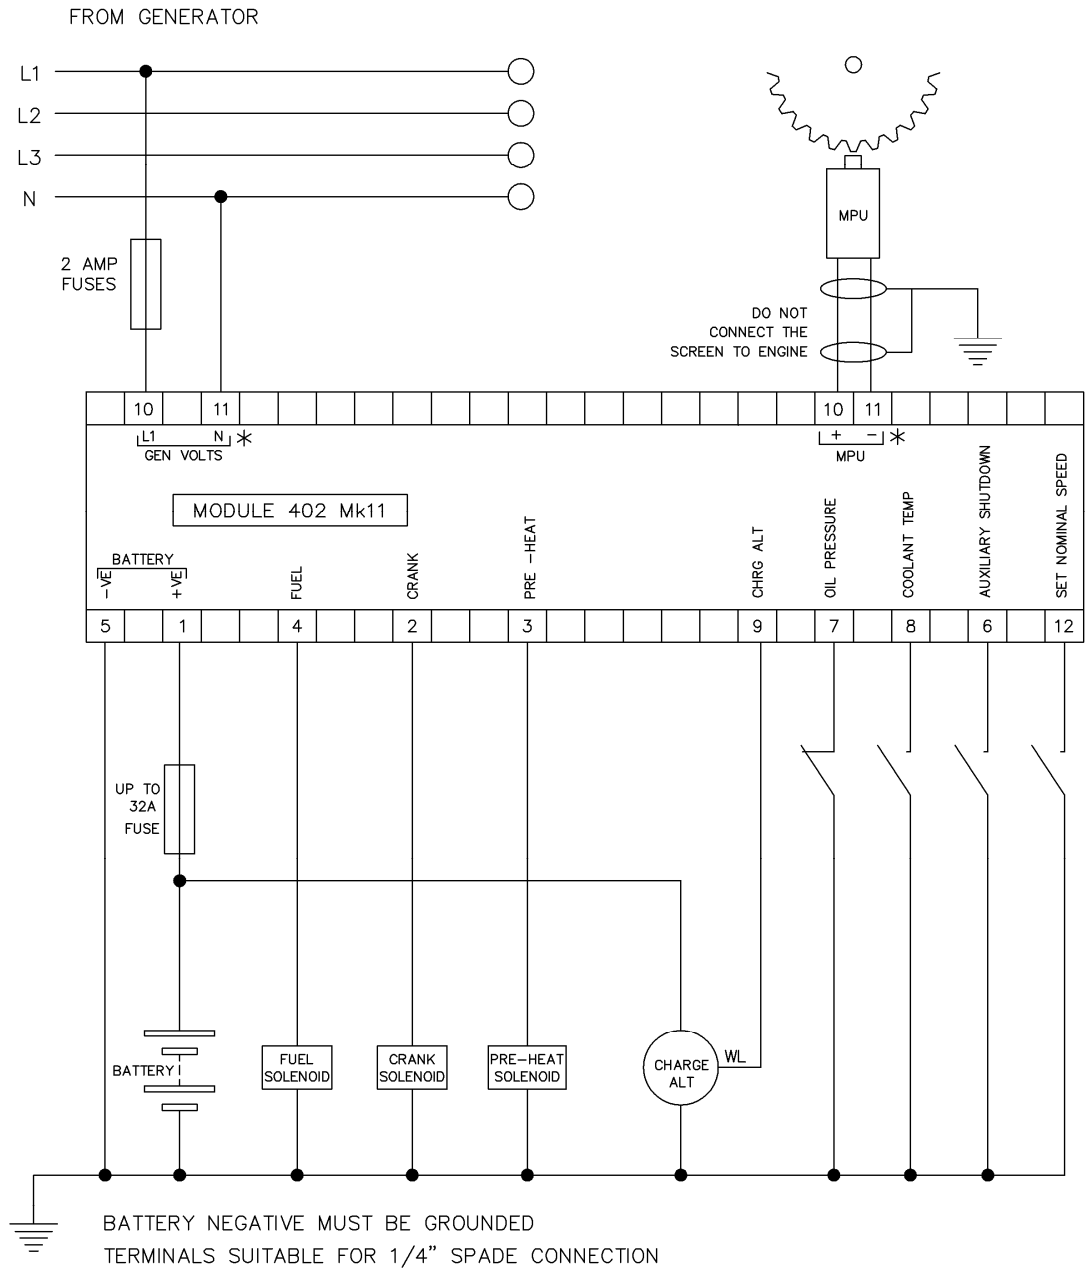 FROM GENERATOR
L1
L2
L3
N
2 AMP
FUSES
MPU
DO NOT
CONNECT THE
SCREEN TO ENGINE
10
11
10
11
L1
N
*
GEN VOLTS
+
-
*
MPU
MODULE 402 Mk11
BATTERY
-VE
+VE
FUEL
CRANK
PRE -HEAT
CHRG ALT
OIL PRESSURE
COOLANT TEMP
AUXILIARY SHUTDOWN
SET NOMINAL SPEED
5
1
4
2
3
9
7
8
6
12
UP TO
32A
FUSE
BATTERY
FUEL
SOLENOID
CRANK
SOLENOID
PRE-HEAT
SOLENOID
CHARGE
ALT
WL
BATTERY NEGATIVE MUST BE GROUNDED
TERMINALS SUITABLE FOR 1/4" SPADE CONNECTION